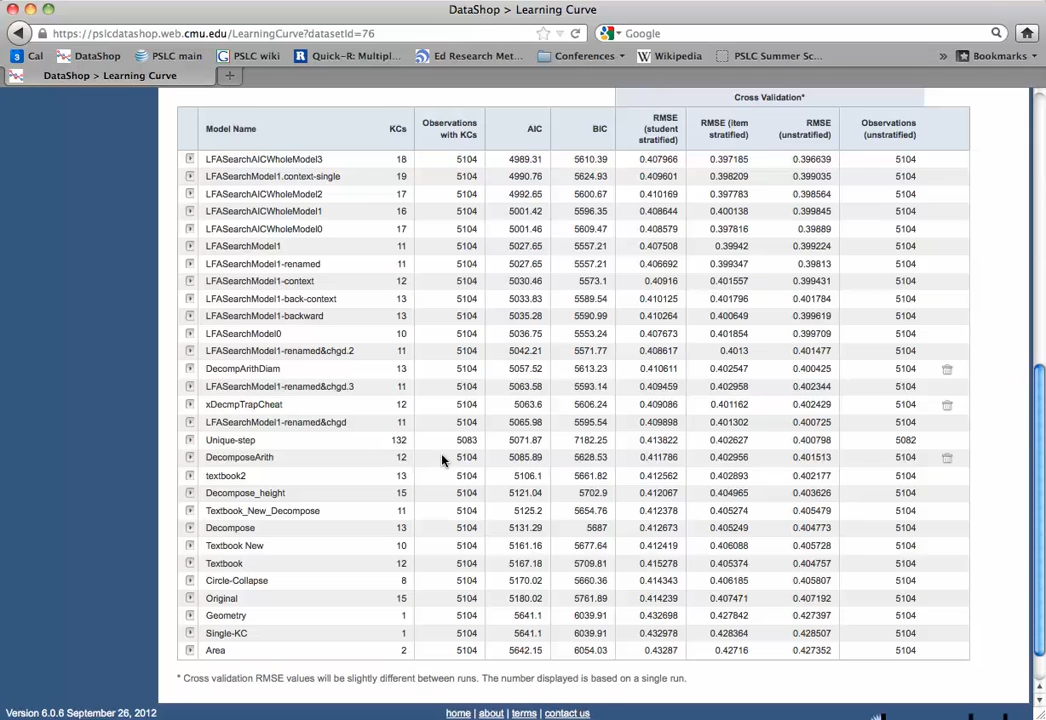 DataShop > Learning Curve
https://pslcdatashop.web.cmu.edu/LearningCurve?datasetId=76
Google
3 Cal DataShop PSLC main PSLC wiki Quick-R: Multipl... Ed Research Met... Conferences Wikipedia PSLC Summer Sc... » Bookmarks
DataShop > Learning Curve
Cross Validation*
Model Name KCs Observations with KCs AIC BIC RMSE (student stratified) RMSE (item stratified) RMSE (unstratified) Observations (unstratified)
LFASearchAICWholeModel3 18 5104 4989.31 5610.39 0.407966 0.397185 0.396639 5104
LFASearchModel1.context-single 19 5104 4990.76 5624.93 0.409601 0.398209 0.399035 5104
LFASearchAICWholeModel2 17 5104 4992.65 5600.67 0.410169 0.397783 0.398564 5104
LFASearchAICWholeModel1 16 5104 5001.42 5596.35 0.408644 0.400138 0.399845 5104
LFASearchAICWholeModel0 17 5104 5001.46 5609.47 0.408579 0.397816 0.39889 5104
LFASearchModel1 11 5104 5027.65 5557.21 0.407508 0.39942 0.399224 5104
LFASearchModel1-renamed 11 5104 5027.65 5557.21 0.406692 0.399347 0.39813 5104
LFASearchModel1-context 12 5104 5030.46 5573.1 0.40916 0.401557 0.399431 5104
LFASearchModel1-back-context 13 5104 5033.83 5589.54 0.410125 0.401796 0.401784 5104
LFASearchModel1-backward 13 5104 5035.28 5590.99 0.410264 0.400649 0.399619 5104
LFASearchModel0 10 5104 5036.75 5553.24 0.407673 0.401854 0.399709 5104
LFASearchModel1-renamed&chgd.2 11 5104 5042.21 5571.77 0.408617 0.4013 0.401477 5104
DecompArithDiam 13 5104 5057.52 5613.23 0.410611 0.402547 0.400425 5104
LFASearchModel1-renamed&chgd.3 11 5104 5063.58 5593.14 0.409459 0.402958 0.402344 5104
xDecmpTrapCheat 12 5104 5063.6 5606.24 0.409086 0.401162 0.402429 5104
LFASearchModel1-renamed&chgd 11 5104 5065.98 5595.54 0.409898 0.401302 0.400725 5104
Unique-step 132 5083 5071.87 7182.25 0.413822 0.402627 0.400798 5082
DecomposeArith 12 5104 5085.89 5628.53 0.411786 0.402956 0.401513 5104
textbook2 13 5104 5106.1 5661.82 0.412562 0.402893 0.402177 5104
Decompose_height 15 5104 5121.04 5702.9 0.412067 0.404965 0.403626 5104
Textbook_New_Decompose 11 5104 5125.2 5654.76 0.412378 0.405274 0.405479 5104
Decompose 13 5104 5131.29 5687 0.412673 0.405249 0.404773 5104
Textbook New 10 5104 5161.16 5677.64 0.412419 0.406088 0.405728 5104
Textbook 12 5104 5167.18 5709.81 0.415278 0.405374 0.404757 5104
Circle-Collapse 8 5104 5170.02 5660.36 0.414343 0.406185 0.405807 5104
Original 15 5104 5180.02 5761.89 0.414239 0.407471 0.407192 5104
Geometry 1 5104 5641.1 6039.91 0.432698 0.427842 0.427397 5104
Single-KC 1 5104 5641.1 6039.91 0.432978 0.428364 0.428507 5104
Area 2 5104 5642.15 6054.03 0.43287 0.42716 0.427352 5104
* Cross validation RMSE values will be slightly different between runs. The number displayed is based on a single run.
Version 6.0.6 September 26, 2012 home | about | terms | contact us